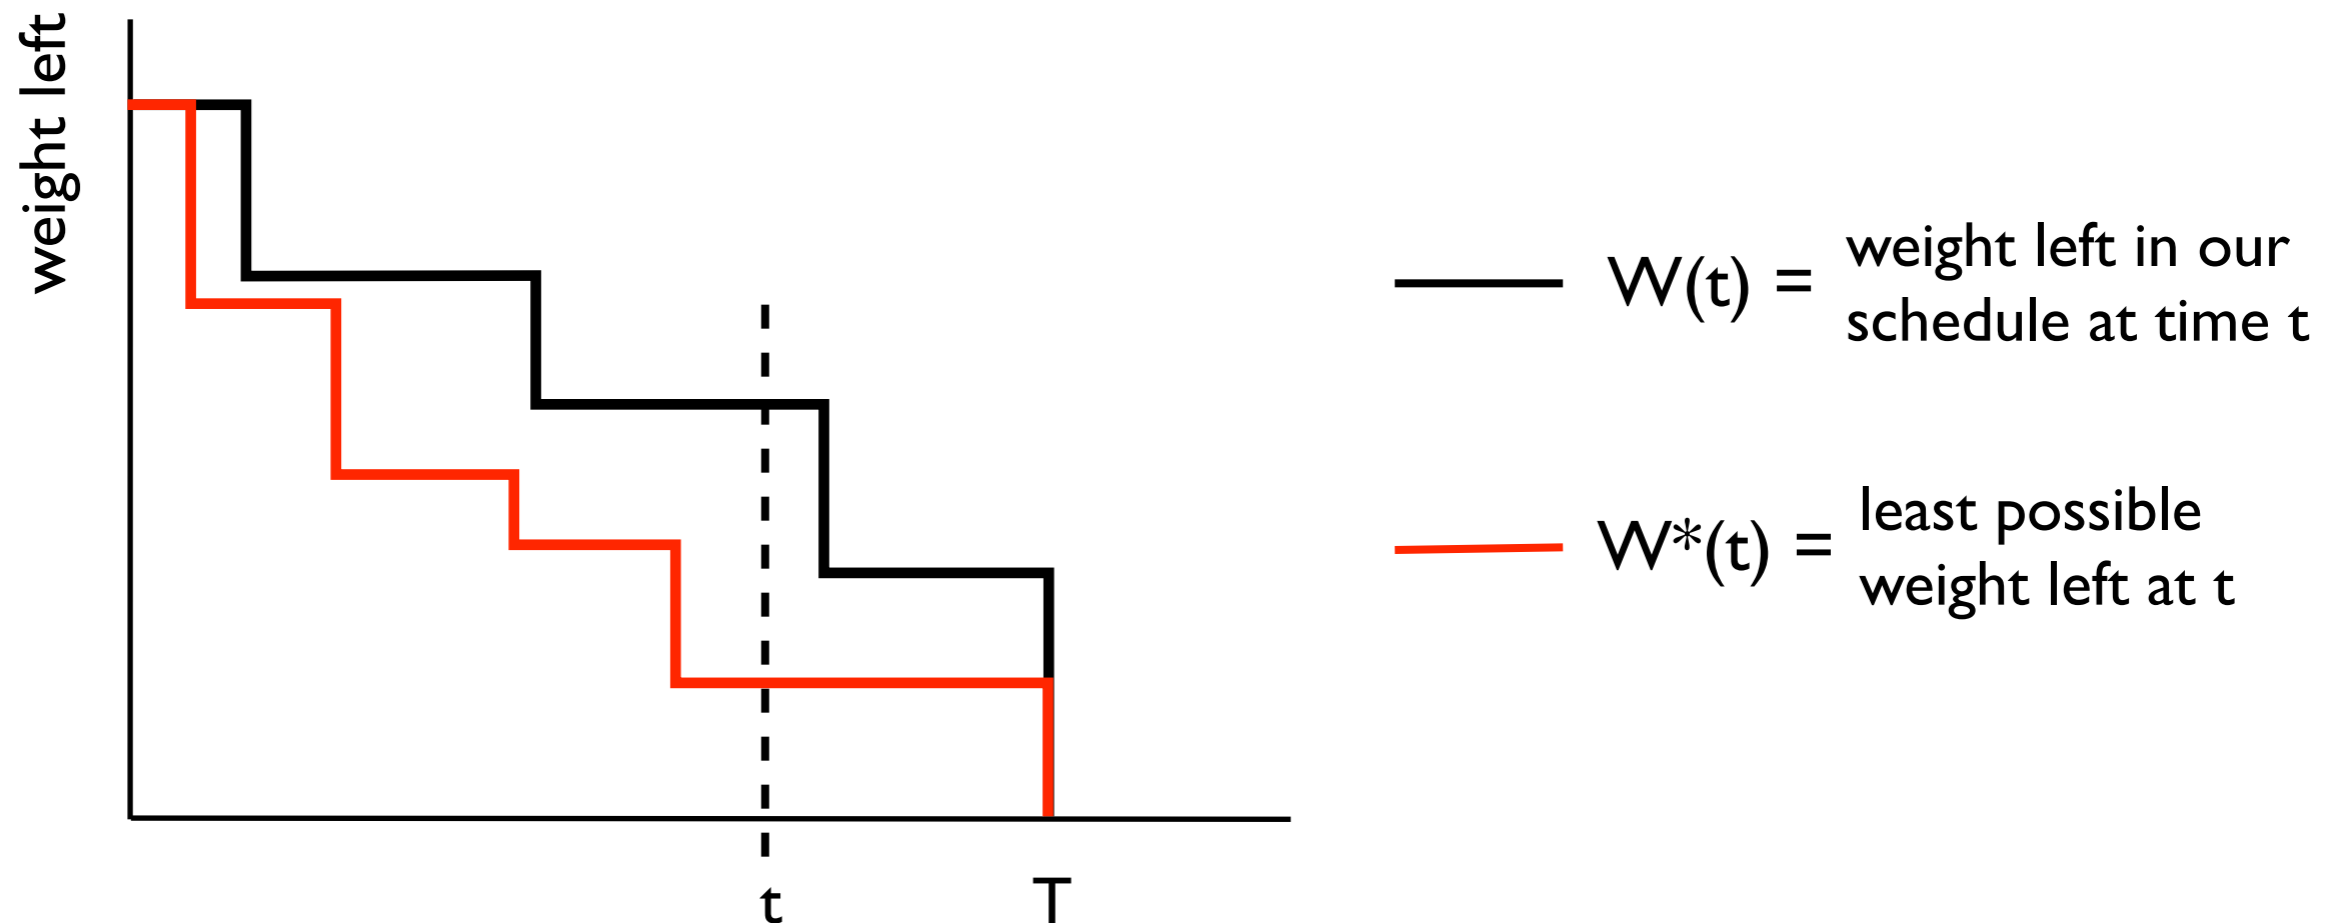 weight left
W(t) = weight left in our
schedule at time t
W*(t) = least possible
weight left at t
t
T